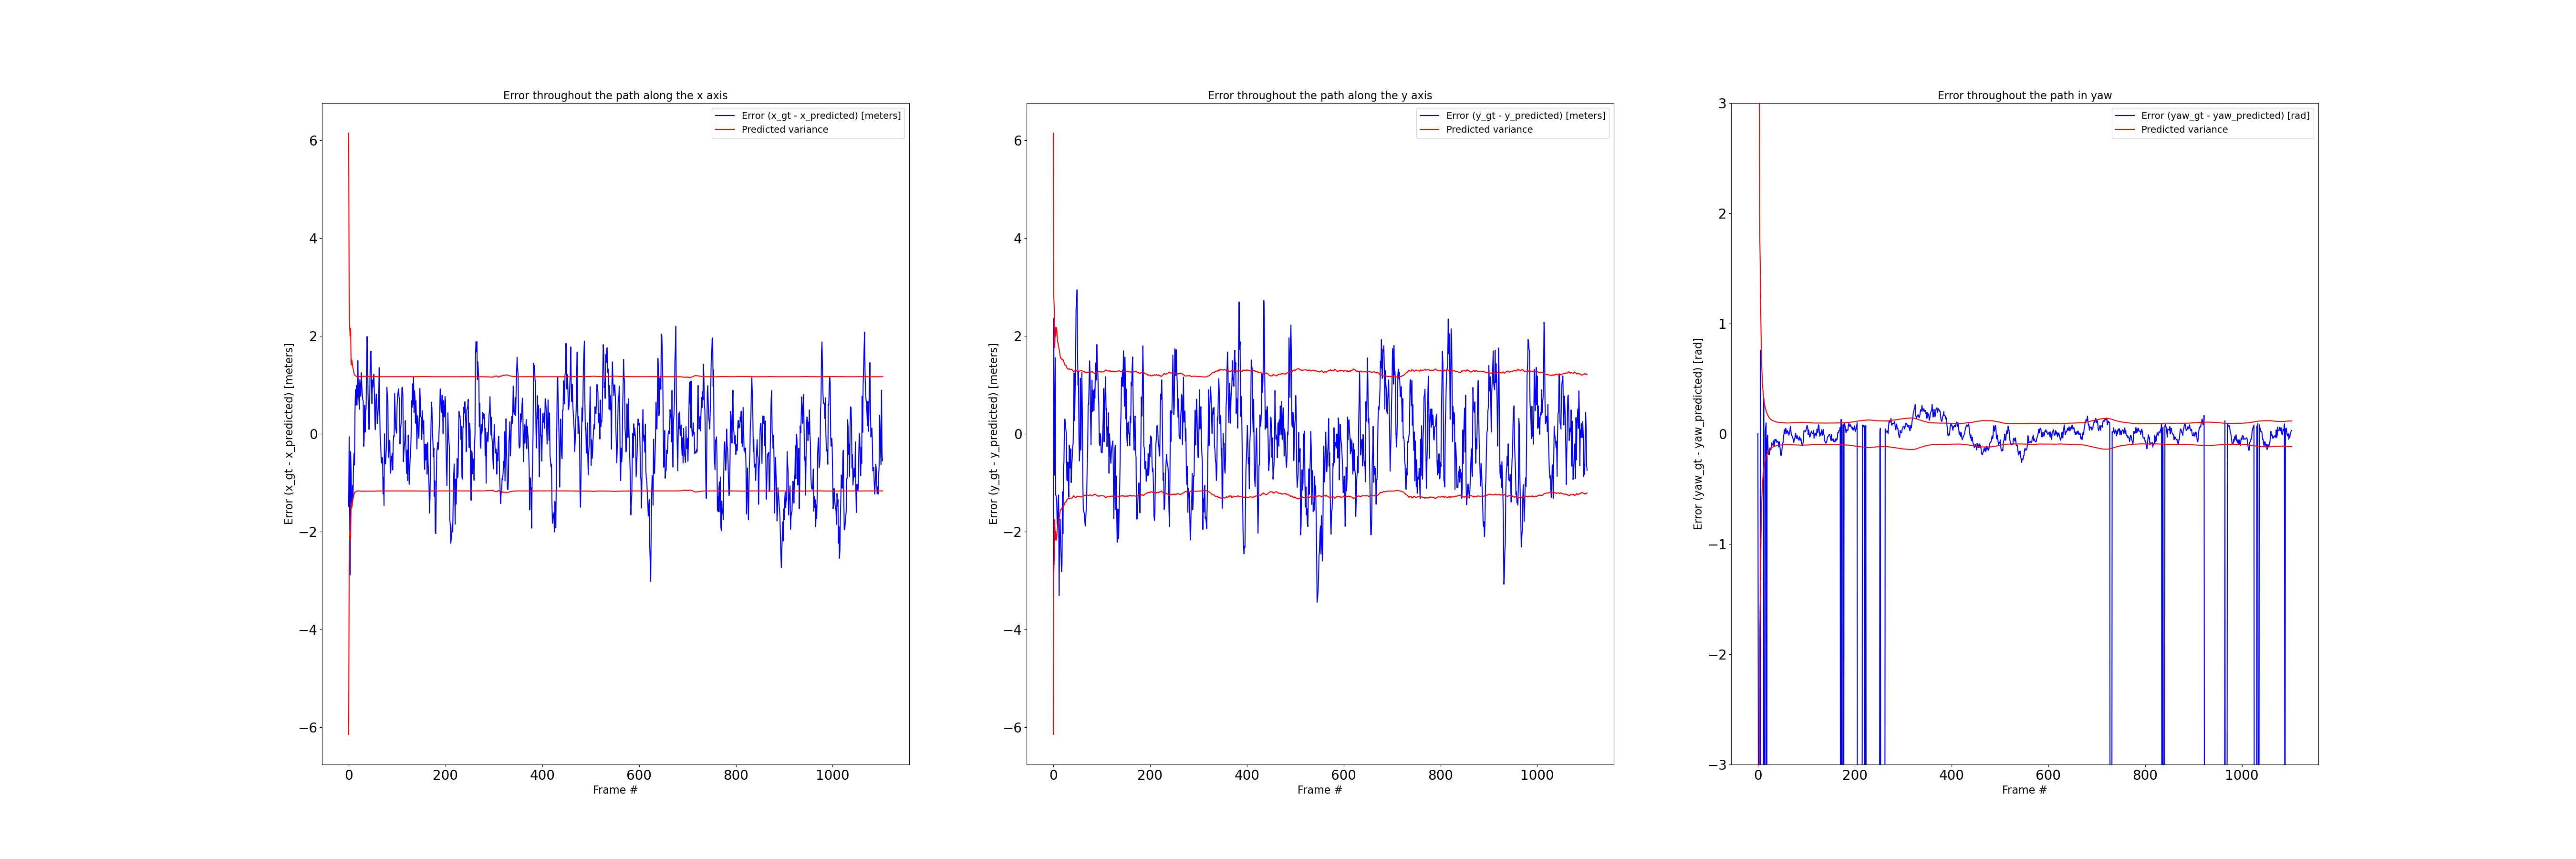 Error throughout the path along the x axis
Error (x_gt - x_predicted) [meters]
Predicted variance
6
4
2
0
−2
−4
−6
Error (x_gt - x_predicted) [meters]
0 200 400 600 800 1000
Frame #
Error throughout the path along the y axis
Error (y_gt - y_predicted) [meters]
Predicted variance
6
4
2
0
−2
−4
−6
Error (y_gt - y_predicted) [meters]
0 200 400 600 800 1000
Frame #
Error throughout the path in yaw
Error (yaw_gt - yaw_predicted) [rad]
Predicted variance
3
2
1
0
−1
−2
−3
Error (yaw_gt - yaw_predicted) [rad]
0 200 400 600 800 1000
Frame #